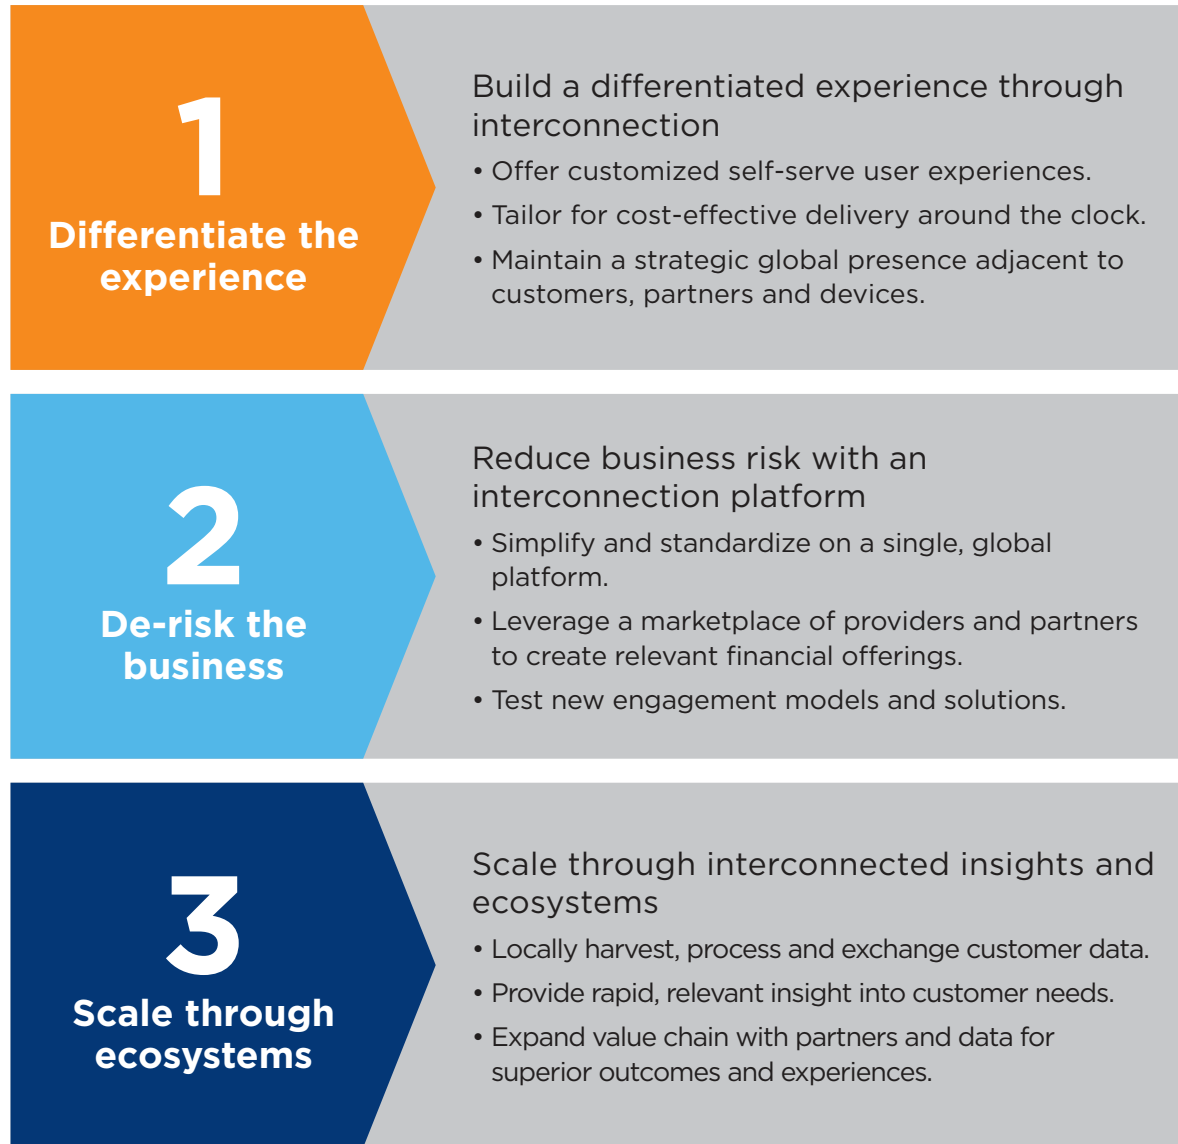 1
Differentiate the
experience
Build a differentiated experience through
interconnection
• Offer customized self-serve user experiences.
• Tailor for cost-effective delivery around the clock.
• Maintain a strategic global presence adjacent to
customers, partners and devices.
2
De-risk the
business
Reduce business risk with an
interconnection platform
• Simplify and standardize on a single, global
platform.
• Leverage a marketplace of providers and partners
to create relevant financial offerings.
• Test new engagement models and solutions.
3
Scale through
ecosystems
Scale through interconnected insights and
ecosystems
• Locally harvest, process and exchange customer data.
• Provide rapid, relevant insight into customer needs.
• Expand value chain with partners and data for
superior outcomes and experiences.